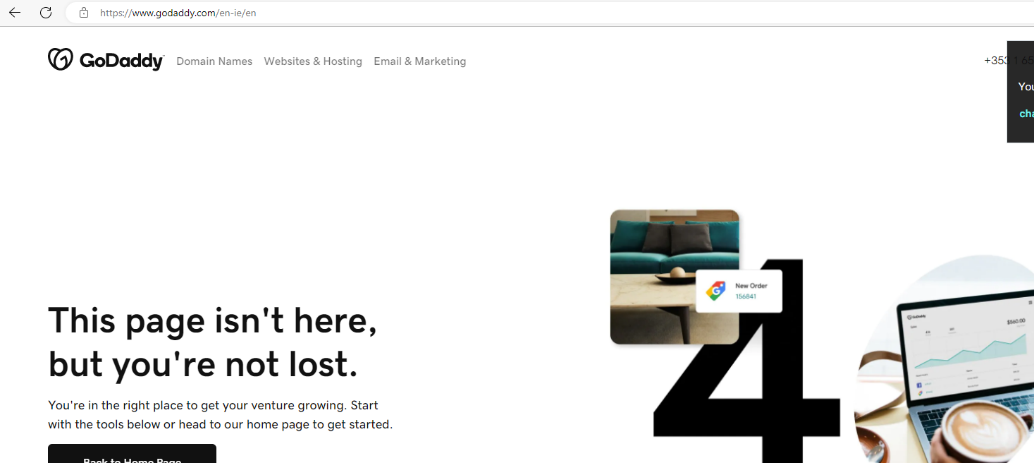 https://www.godaddy.com/en-ie/en
GoDaddy
Domain Names Websites & Hosting Email & Marketing
+353 1 65
You
cha
New Order
156841
4
GoDaddy
This page isn't here,
but you're not lost.
You're in the right place to get your venture growing. Start
with the tools below or head to our home page to get started.
Back to Home Page